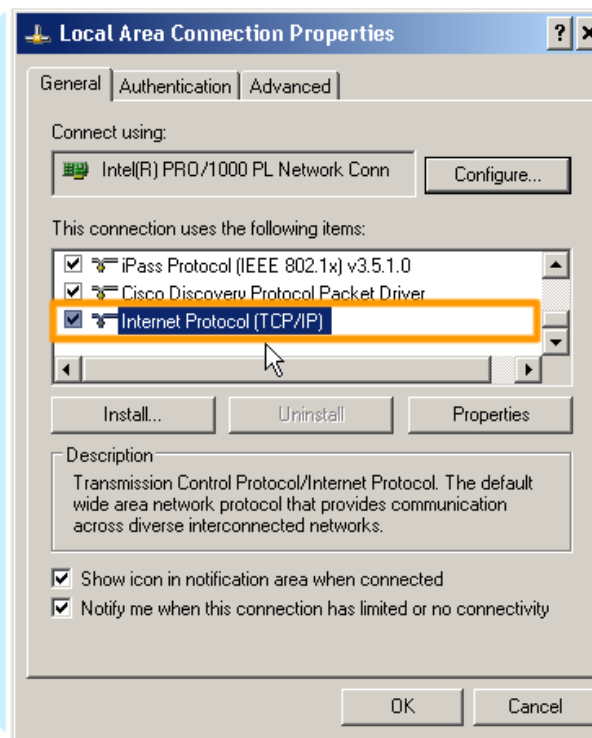 Local Area Connection Properties
General Authentication Advanced
Connect using:
Intel(R) PRO/1000 PL Network Conn Configure...
This connection uses the following items:
iPass Protocol (IEEE 802.1x) v3.5.1.0
Cisco Discovery Protocol Packet Driver
Internet Protocol (TCP/IP)
Install... Uninstall Properties
Description
Transmission Control Protocol/Internet Protocol. The default
wide area network protocol that provides communication
across diverse interconnected networks.
Show icon in notification area when connected
Notify me when this connection has limited or no connectivity
OK Cancel